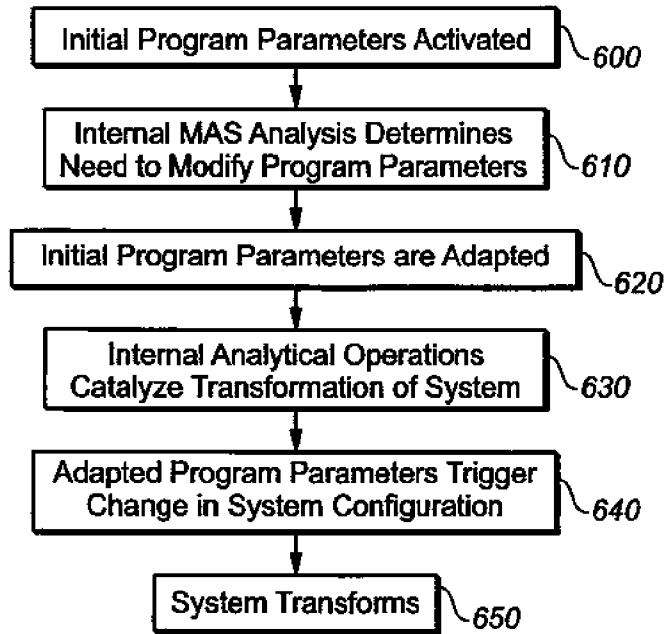 Initial Program Parameters Activated
600
Internal MAS Analysis Determines
Need to Modify Program Parameters
610
Initial Program Parameters are Adapted
620
Internal Analytical Operations
Catalyze Transformation of System
630
Adapted Program Parameters Trigger
Change in System Configuration
640
System Transforms
650